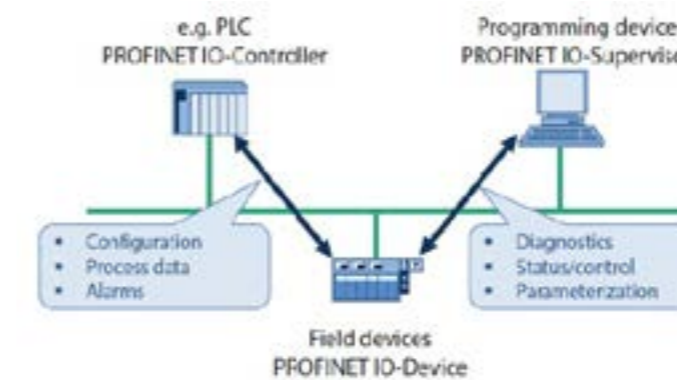 e.g. PLC
PROFINET IO-Controller
Programming device
PROFINET IO-Supervis
• Configuration
• Process data
• Alarms
• Diagnostics
• Status/control
• Parameterization
Field devices
PROFINET IO-Device